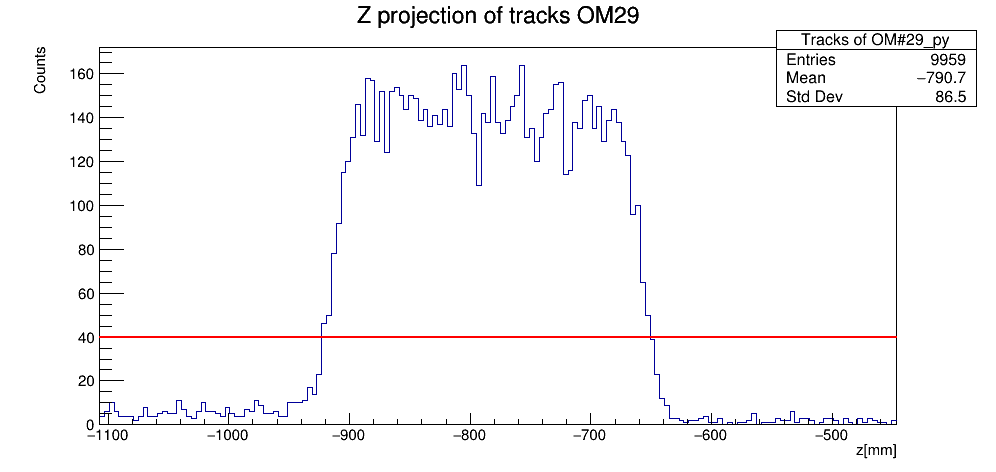 Z projection of tracks OM29
Counts
Tracks of OM#29_py
Entries 9959
Mean −790.7
Std Dev 86.5
160
140
120
100
80
60
40
20
0
−1100 −1000 −900 −800 −700 −600 −500
z[mm]